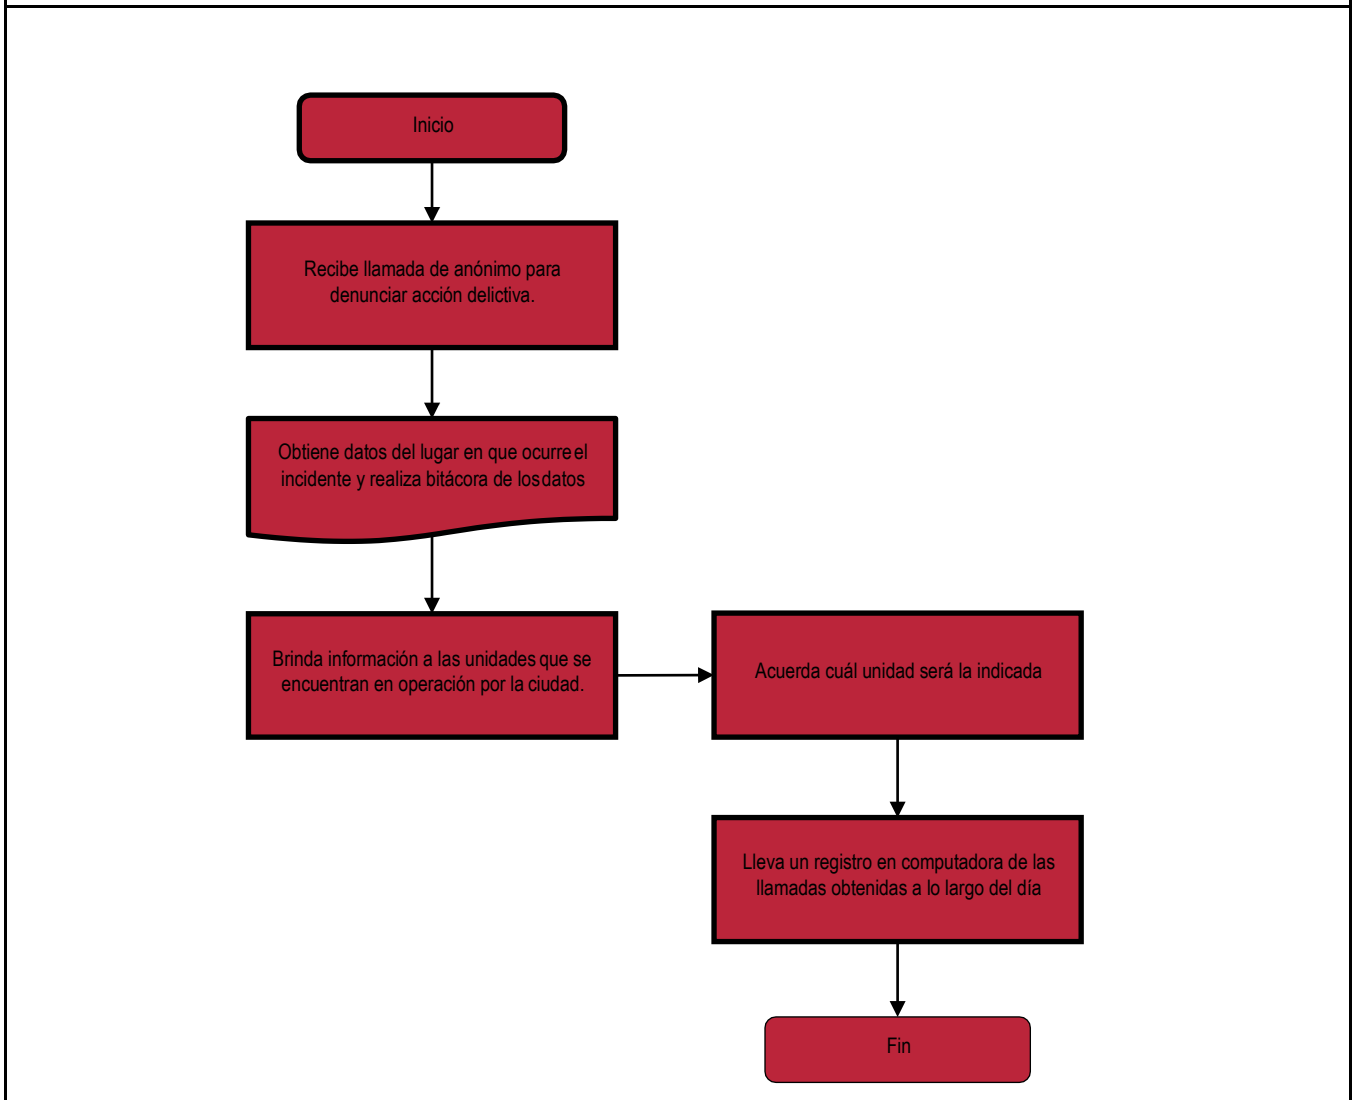 Inicio
Recibe llamada de anónimo para
denunciar acción delictiva.
Obtiene datos del lugar en que ocurre el
incidente y realiza bitácora de los datos
Brinda información a las unidades que se
encuentran en operación por la ciudad.
Acuerda cuál unidad será la indicada
Lleva un registro en computadora de las
llamadas obtenidas a lo largo del día
Fin